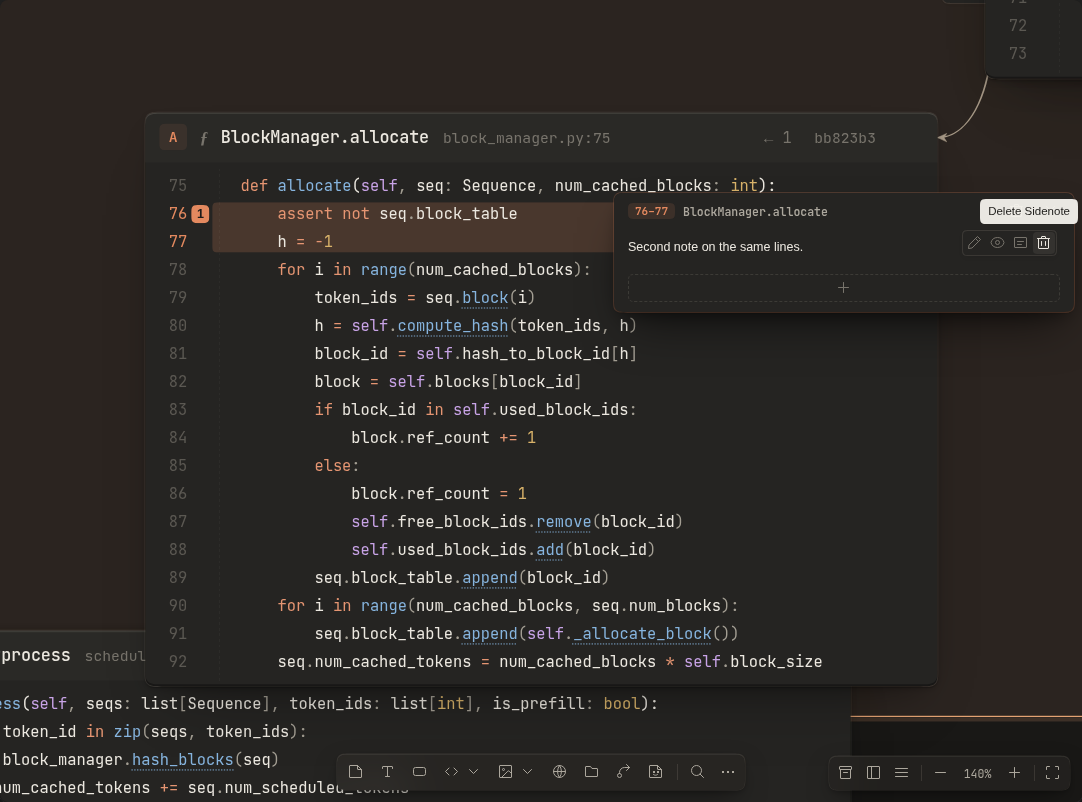 72
73
A ƒ BlockManager.allocate block_manager.py:75 ← 1 bb823b3
75 def allocate(self, seq: Sequence, num_cached_blocks: int):
76 1 assert not seq.block_table
77 h = -1
76–77 BlockManager.allocate
Delete Sidenote
Second note on the same lines.
78 for i in range(num_cached_blocks):
79 token_ids = seq.block(i)
80 h = self.compute_hash(token_ids, h)
81 block_id = self.hash_to_block_id[h]
82 block = self.blocks[block_id]
83 if block_id in self.used_block_ids:
84 block.ref_count += 1
85 else:
86 block.ref_count = 1
87 self.free_block_ids.remove(block_id)
88 self.used_block_ids.add(block_id)
89 seq.block_table.append(block_id)
90 for i in range(num_cached_blocks, seq.num_blocks):
91 seq.block_table.append(self._allocate_block())
92 seq.num_cached_tokens = num_cached_blocks * self.block_size
process schedul
ess(self, seqs: list[Sequence], token_ids: list[int], is_prefill: bool):
token_id in zip(seqs, token_ids):
block_manager.hash_blocks(seq)
num_cached_tokens += seq.num_scheduled_tokens
140%